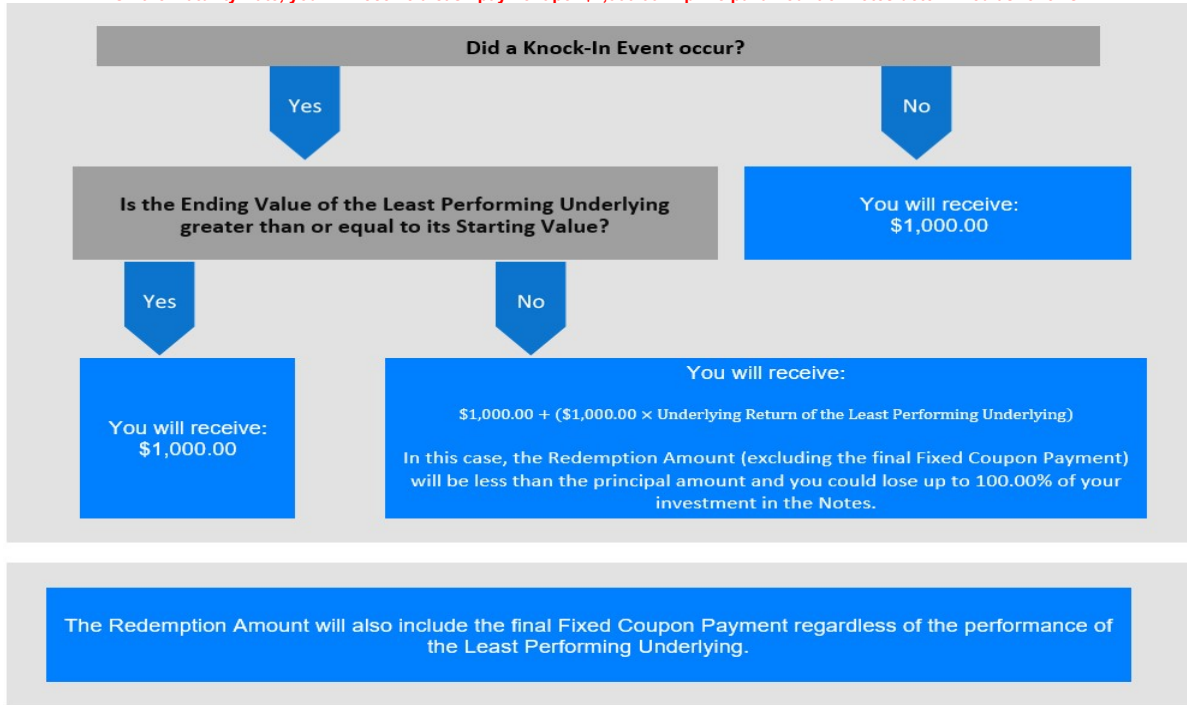 Did a Knock-In Event occur?
Yes
No
Is the Ending Value of the Least Performing Underlying
greater than or equal to its Starting Value?
You will receive:
$1,000.00
Yes
No
You will receive:
$1,000.00
You will receive:
$1,000.00 + ($1,000.00 × Underlying Return of the Least Performing Underlying)
In this case, the Redemption Amount (excluding the final Fixed Coupon Payment)
will be less than the principal amount and you could lose up to 100.00% of your
investment in the Notes.
The Redemption Amount will also include the final Fixed Coupon Payment regardless of the performance of
the Least Performing Underlying.